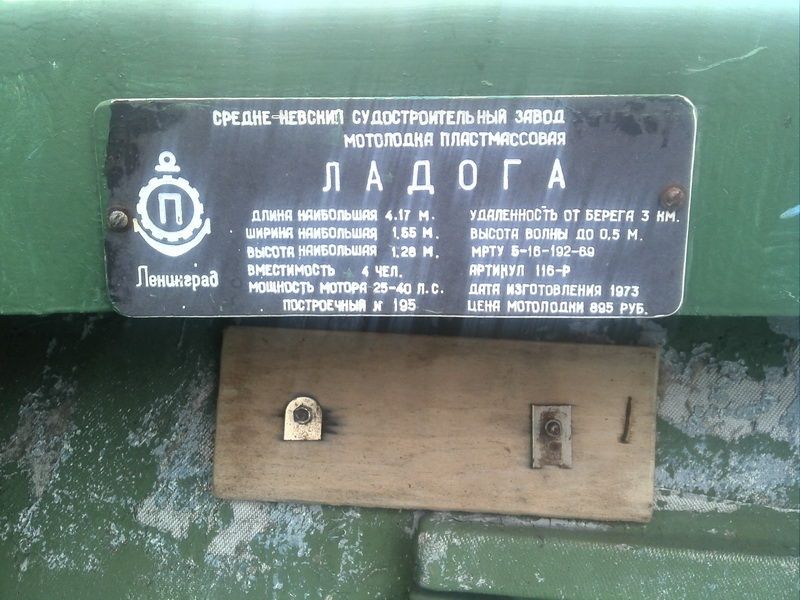 СРЕДНЕ-НЕВСКИЙ СУДОСТРОИТЕЛЬНЫЙ ЗАВОД
МОТОЛОДКА ПЛАСТМАССОВАЯ
ЛАДОГА
П
Ленинград
ДЛИНА НАИБОЛЬШАЯ 4.17 М.
ШИРИНА НАИБОЛЬШАЯ 1,55 М.
ВЫСОТА НАИБОЛЬШАЯ 1,26 М.
ВМЕСТИМОСТЬ 4 ЧЕЛ.
МОЩНОСТЬ МОТОРА 25-40 Л.С.
ПОСТРОЕЧНЫЙ № 195
УДАЛЕННОСТЬ ОТ БЕРЕГА 3 КМ.
ВЫСОТА ВОЛНЫ ДО 0,5 М.
МРТУ 5-16-192-69
АРТИКУЛ 116-Р
ДАТА ИЗГОТОВЛЕНИЯ 1973
ЦЕНА МОТОЛОДКИ 895 РУБ.